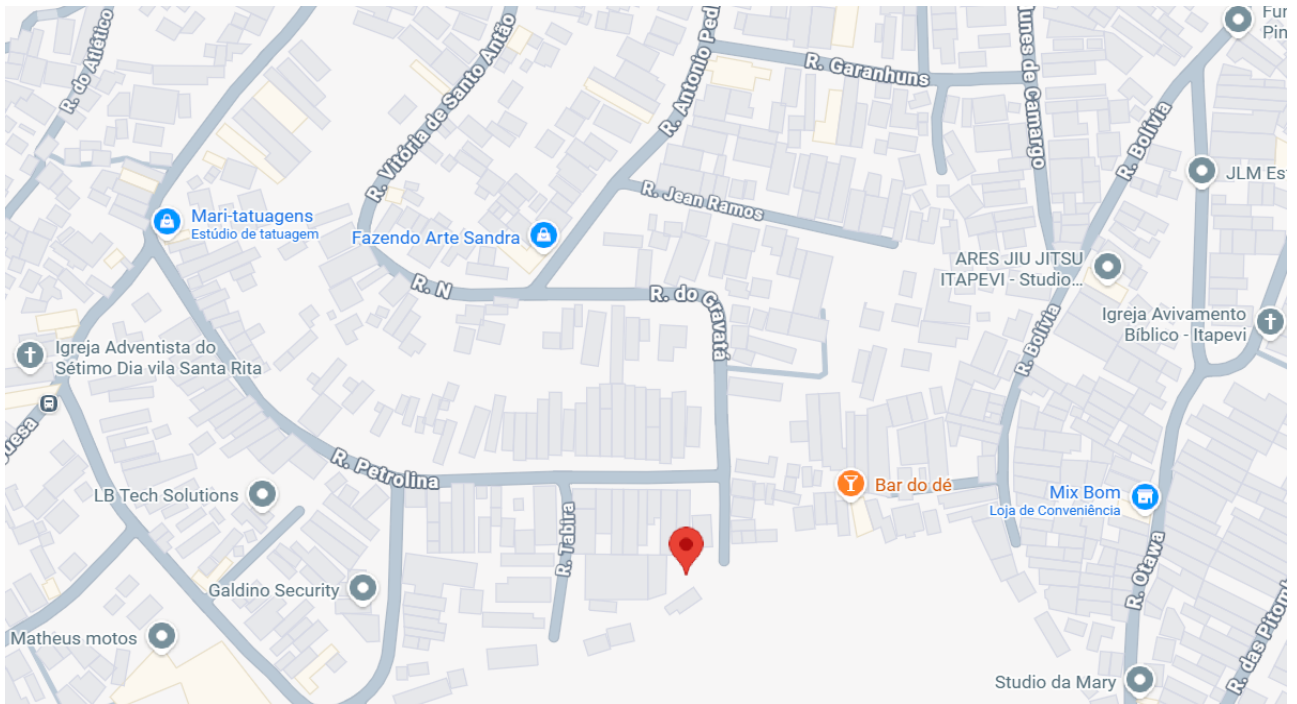 R. do Atlético
R. Vitória de Santo Antão
R. Antonio Ped
R. Garanhuns
unes de Camargo
R. Bolívia
Fur
Pin
JLM Es
R. Jean Ramos
Mari-tatuagens
Estúdio de tatuagem
Fazendo Arte Sandra
R. N
R. do Gravatá
ARES JIU JITSU
ITAPEVI - Studio...
Igreja Avivamento
Bíblico - Itapevi
R. Bolívia
Igreja Adventista do
Sétimo Dia vila Santa Rita
guesa
R. Petrolina
LB Tech Solutions
Bar do dé
Mix Bom
Loja de Conveniência
R. Tabira
R. Otawa
Galdino Security
Matheus motos
Studio da Mary
R. das Pitomb